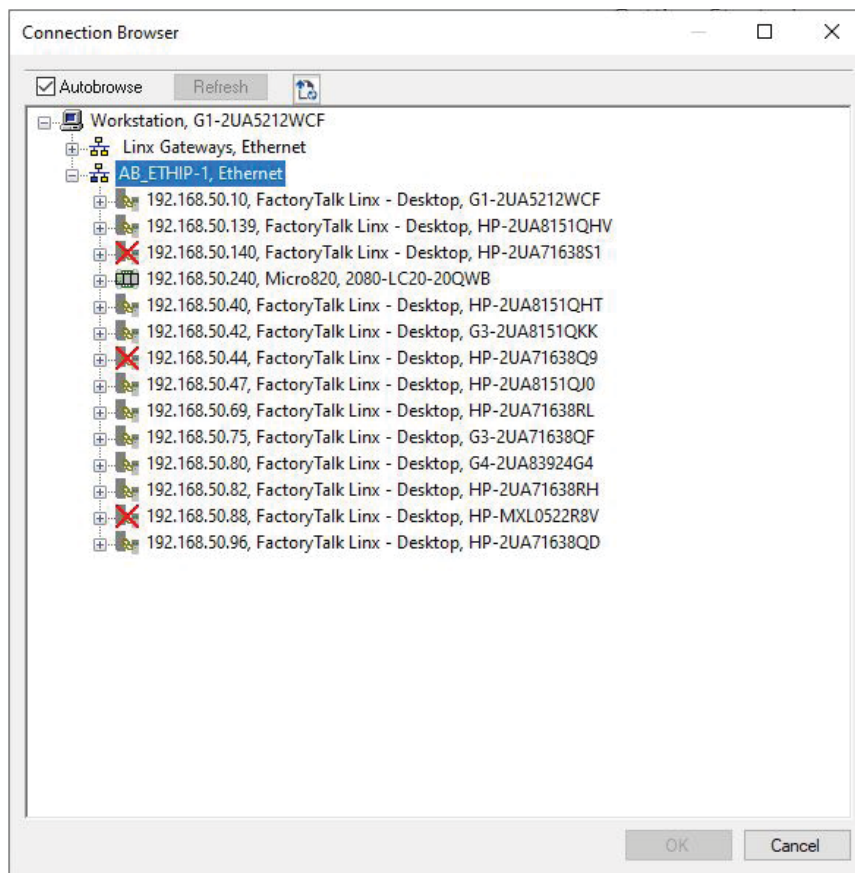 Connection Browser
Autobrowse Refresh
Workstation, G1-2UA5212WCF
Linx Gateways, Ethernet
AB_ETHIP-1, Ethernet
192.168.50.10, FactoryTalk Linx - Desktop, G1-2UA5212WCF
192.168.50.139, FactoryTalk Linx - Desktop, HP-2UA8151QHV
192.168.50.140, FactoryTalk Linx - Desktop, HP-2UA71638S1
192.168.50.240, Micro820, 2080-LC20-20QWB
192.168.50.40, FactoryTalk Linx - Desktop, HP-2UA8151QHT
192.168.50.42, FactoryTalk Linx - Desktop, G3-2UA8151QKK
192.168.50.44, FactoryTalk Linx - Desktop, HP-2UA71638Q9
192.168.50.47, FactoryTalk Linx - Desktop, HP-2UA8151QJ0
192.168.50.69, FactoryTalk Linx - Desktop, HP-2UA71638RL
192.168.50.75, FactoryTalk Linx - Desktop, G3-2UA71638QF
192.168.50.80, FactoryTalk Linx - Desktop, G4-2UA83924G4
192.168.50.82, FactoryTalk Linx - Desktop, HP-2UA71638RH
192.168.50.88, FactoryTalk Linx - Desktop, HP-MXL0522R8V
192.168.50.96, FactoryTalk Linx - Desktop, HP-2UA71638QD
OK Cancel